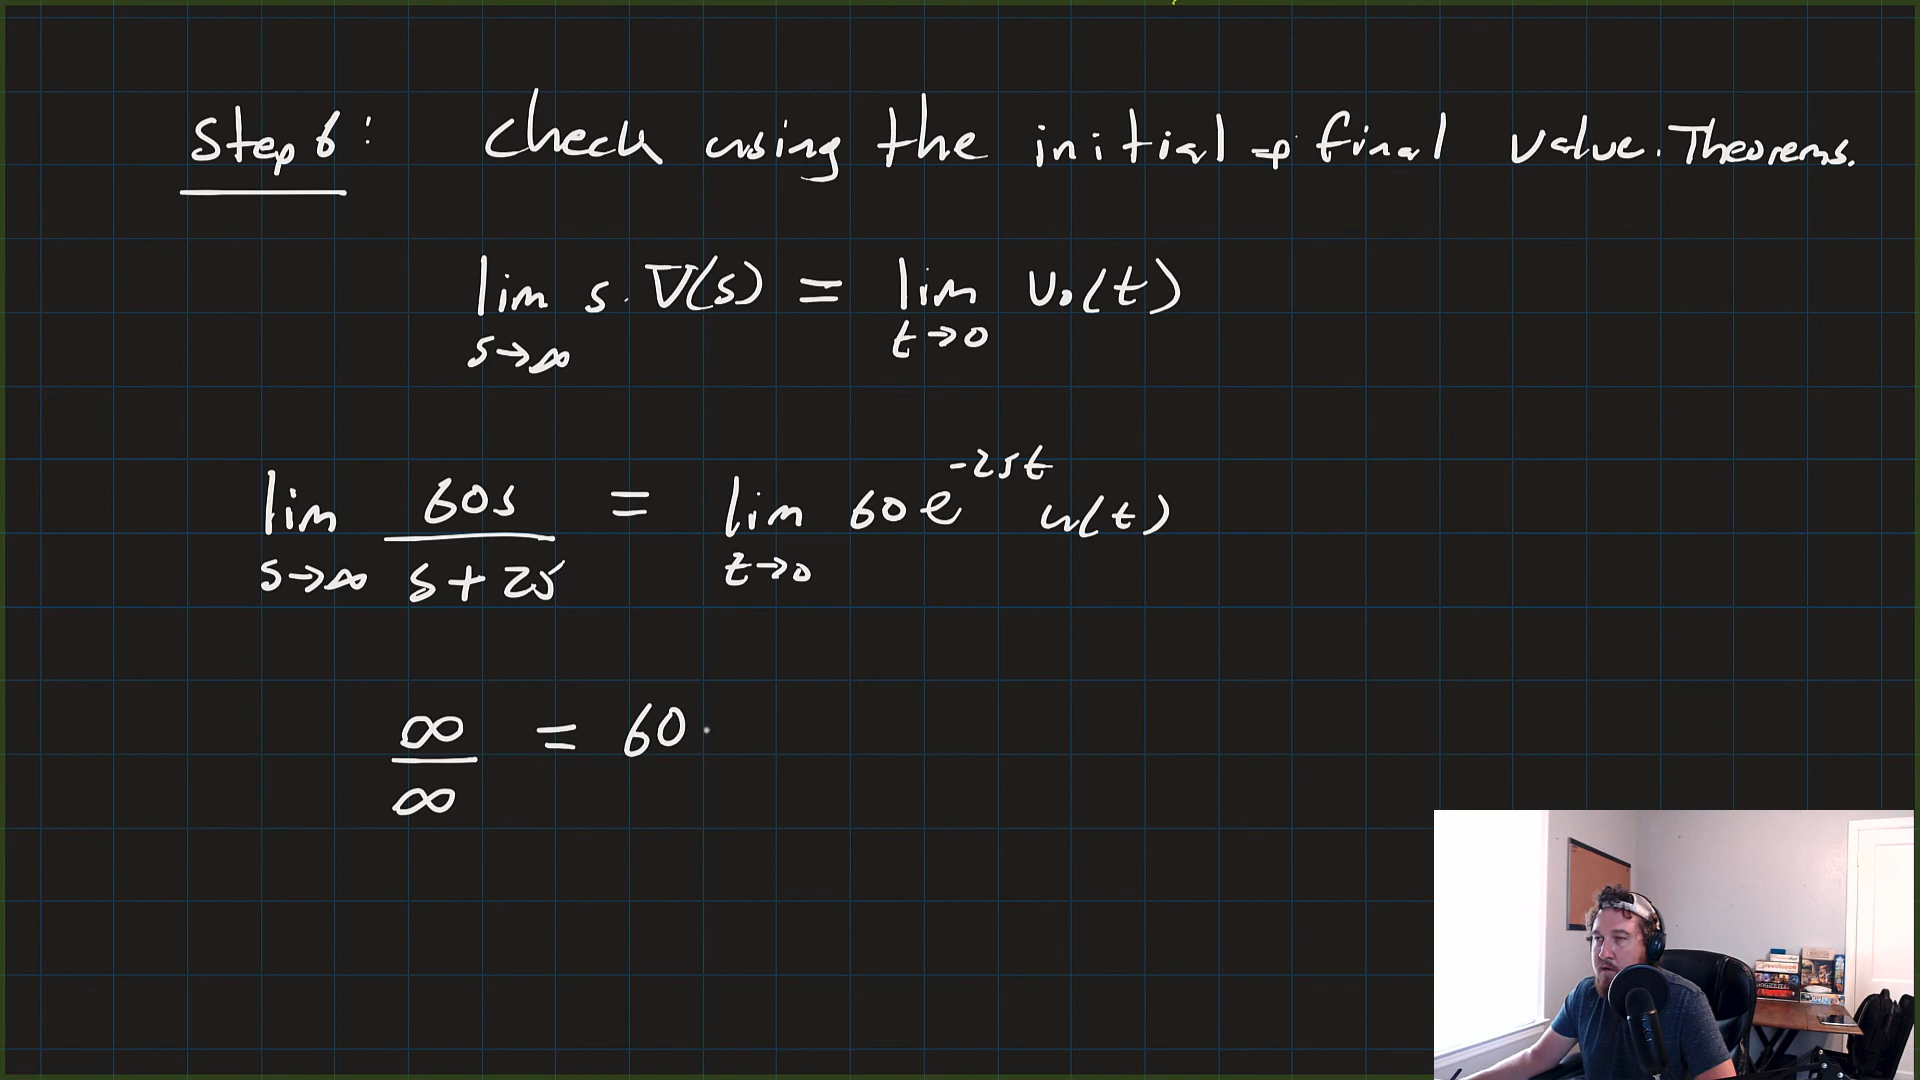 Step 6: Check using the initial & final value. Theorems.
lim s→∞ s · V(s) = lim t→0 v₀(t)
lim s→∞ 60s / (s + 25) = lim t→0 60e^(-25t) u(t)
∞ / ∞ = 60